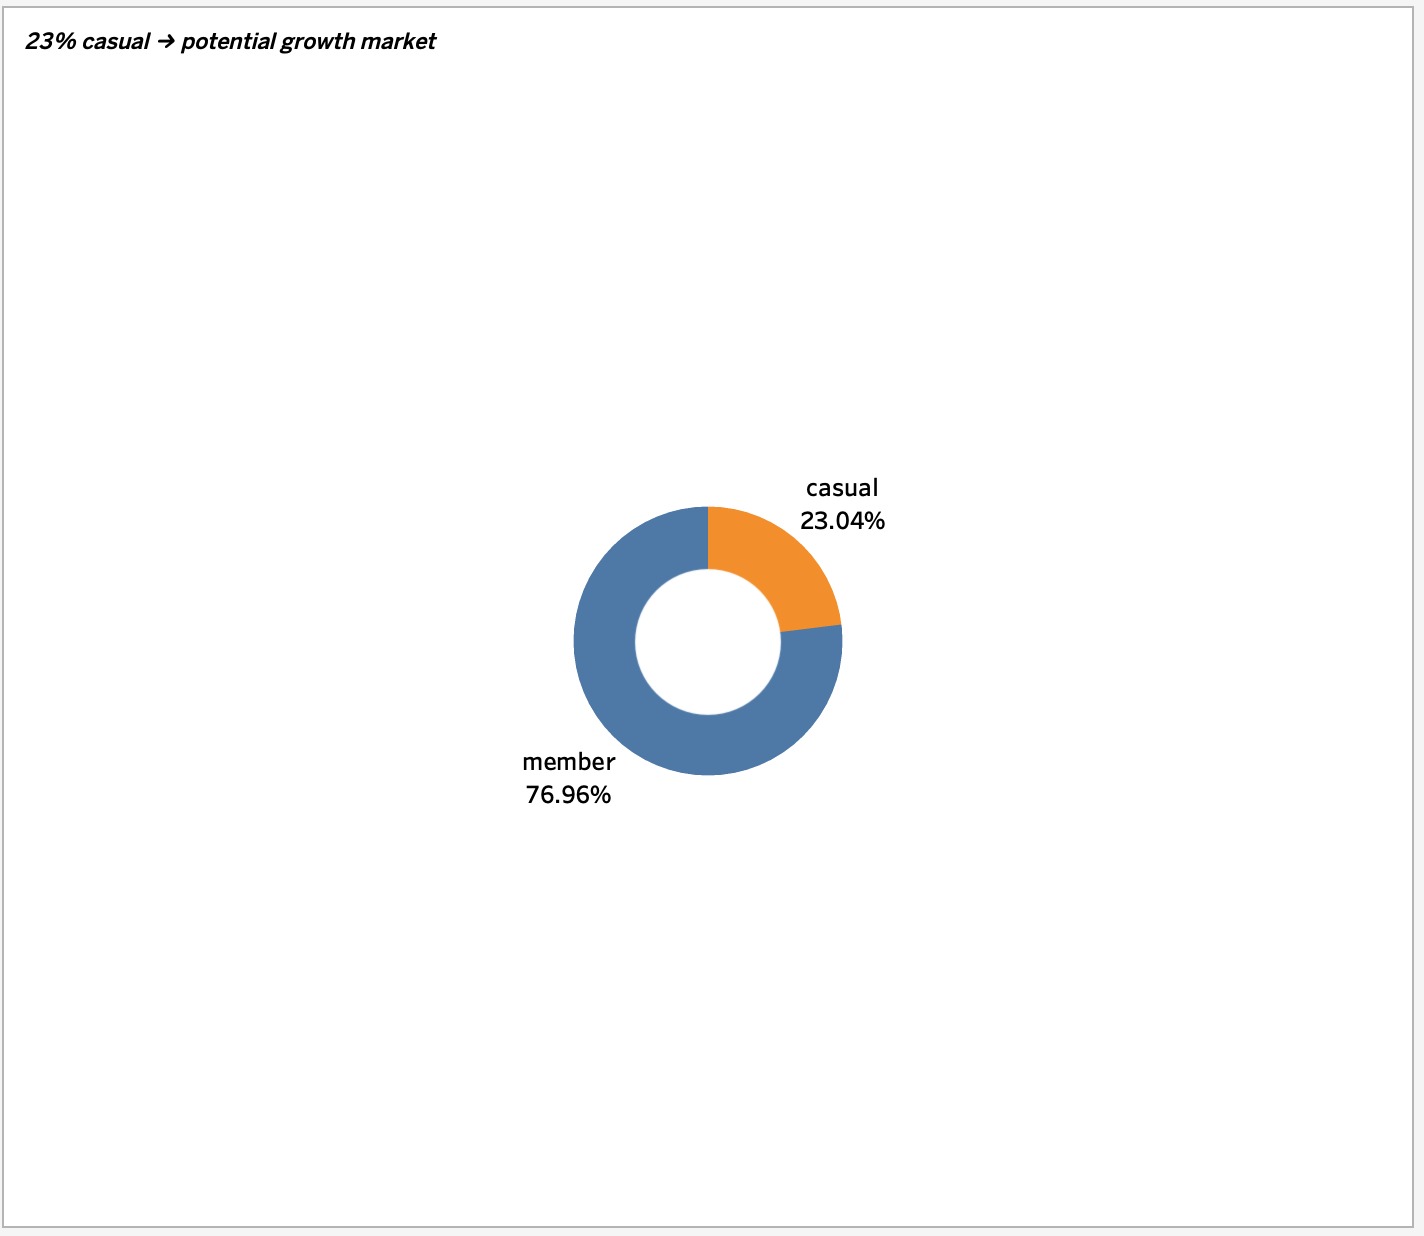 23% casual → potential growth market
casual
23.04%
member
76.96%